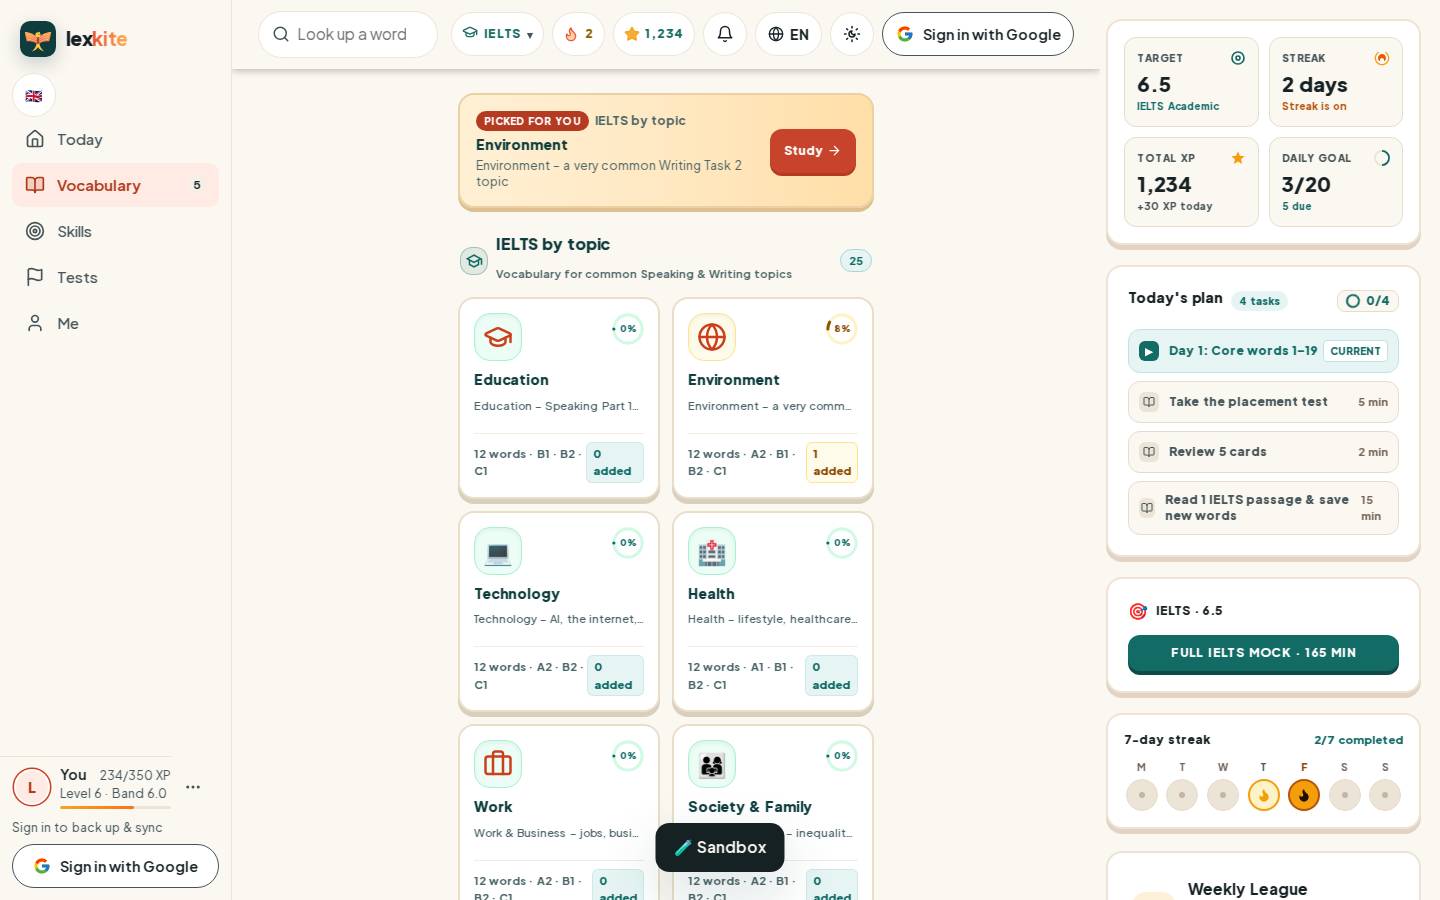 lexkite
Today
Vocabulary 5
Skills
Tests
Me
You 234/350 XP
Level 6 · Band 6.0
Sign in to back up & sync
Sign in with Google
Look up a word
IELTS ▾
2
1,234
EN
Sign in with Google
PICKED FOR YOU IELTS by topic
Environment
Environment – a very common Writing Task 2
topic
Study →
IELTS by topic
Vocabulary for common Speaking & Writing topics
25
0%
Education
Education – Speaking Part 1...
12 words · B1 · B2 ·
C1
0
added
8%
Environment
Environment – a very comm...
12 words · A2 · B1 ·
B2 · C1
1
added
0%
Technology
Technology – AI, the internet,...
12 words · A2 · B2 ·
C1
0
added
0%
Health
Health – lifestyle, healthcare...
12 words · A1 · B1 ·
B2 · C1
0
added
0%
Work
Work & Business – jobs, busi...
12 words · A2 · B1 ·
B2 · C1
0
added
0%
Society & Family
– inequalit...
12 words · A2 · B1 ·
B2 · C1
0
added
Sandbox
TARGET
6.5
IELTS Academic
STREAK
2 days
Streak is on
TOTAL XP
1,234
+30 XP today
DAILY GOAL
3/20
5 due
Today's plan 4 tasks 0/4
Day 1: Core words 1–19 CURRENT
Take the placement test 5 min
Review 5 cards 2 min
Read 1 IELTS passage & save
new words
15
min
IELTS · 6.5
FULL IELTS MOCK · 165 MIN
7-day streak 2/7 completed
M T W T F S S
Weekly League
L